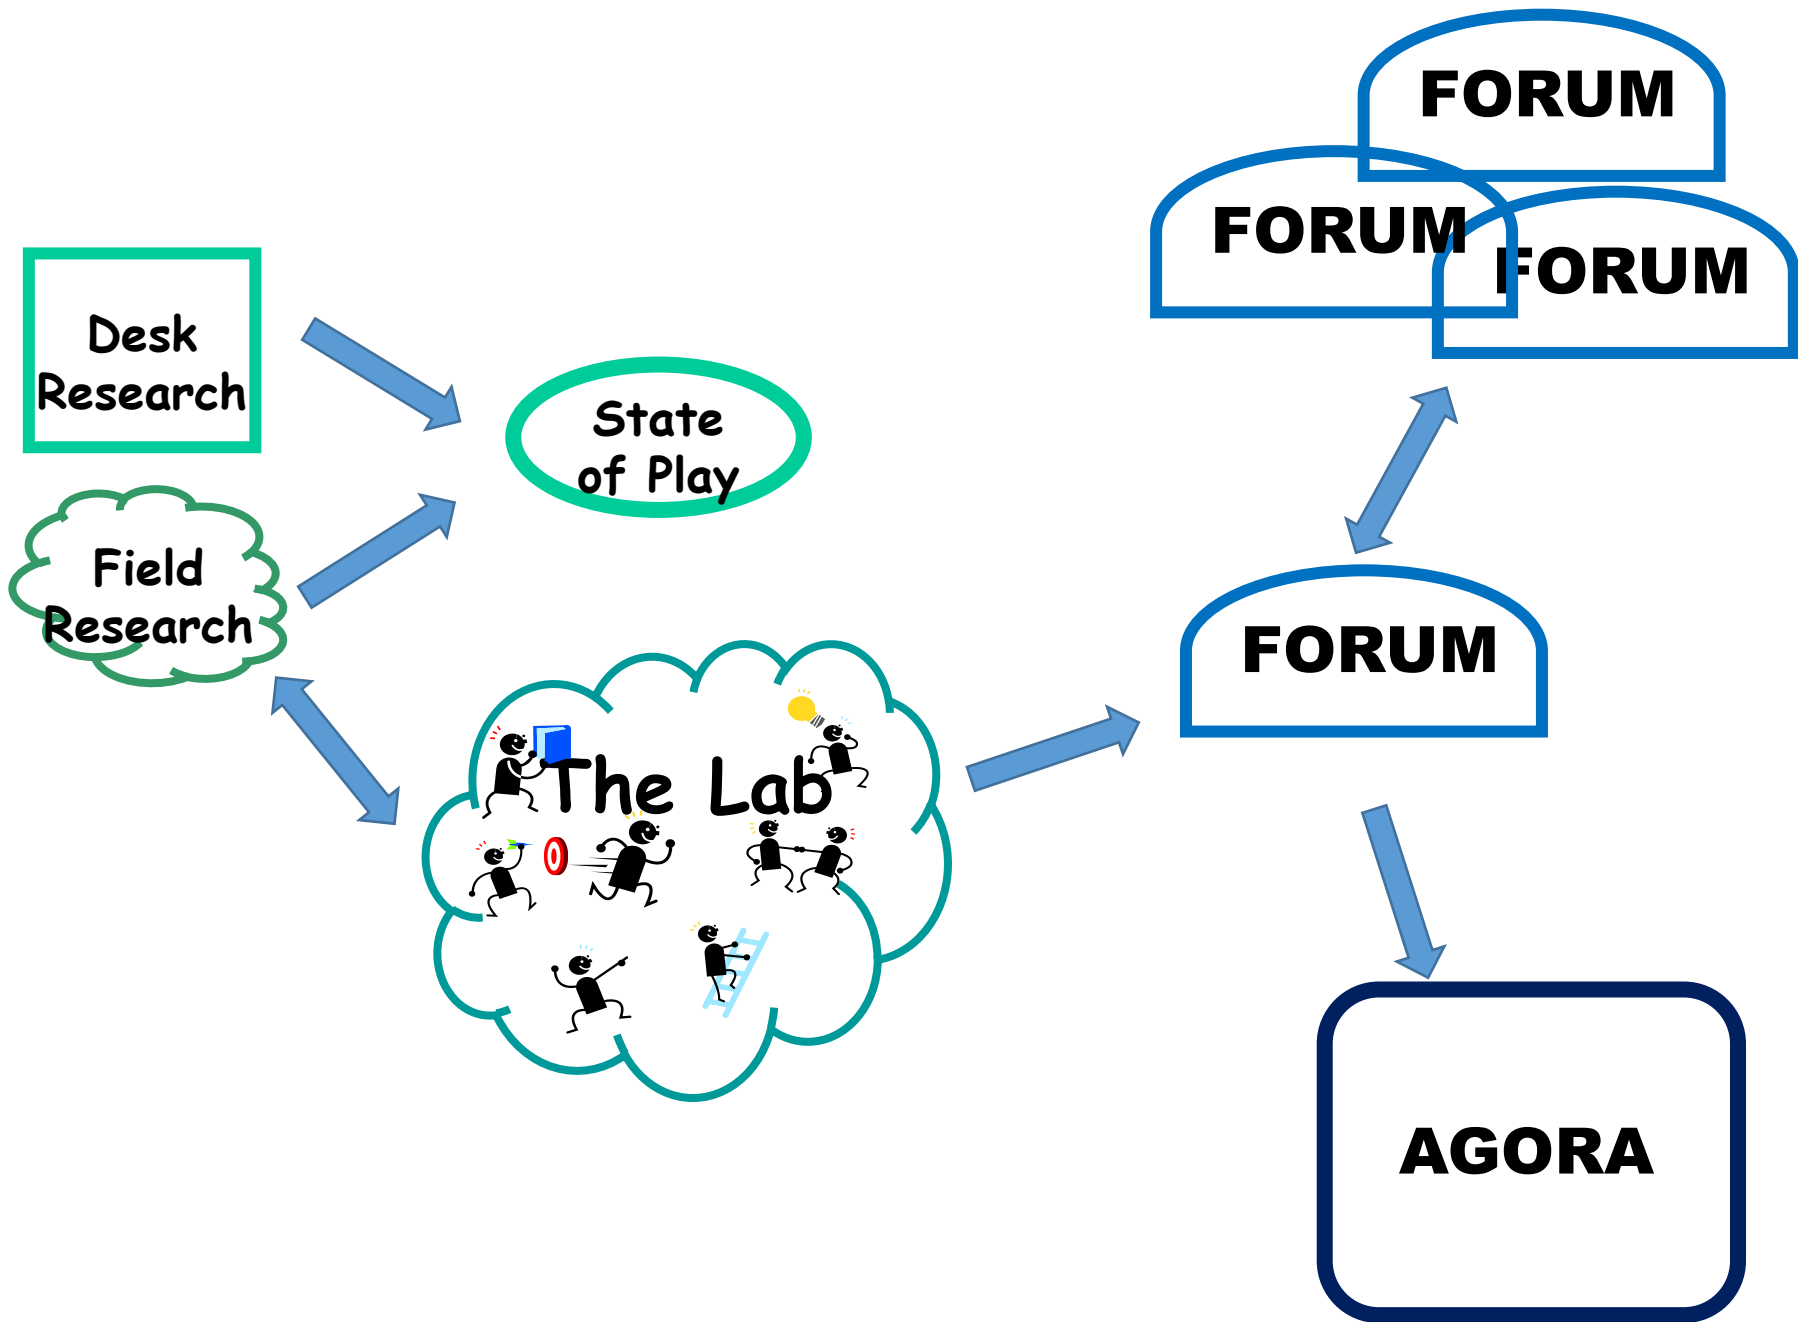 Desk
Research
Field
Research
State
of Play
The Lab
FORUM
FORUM
FORUM
FORUM
AGORA